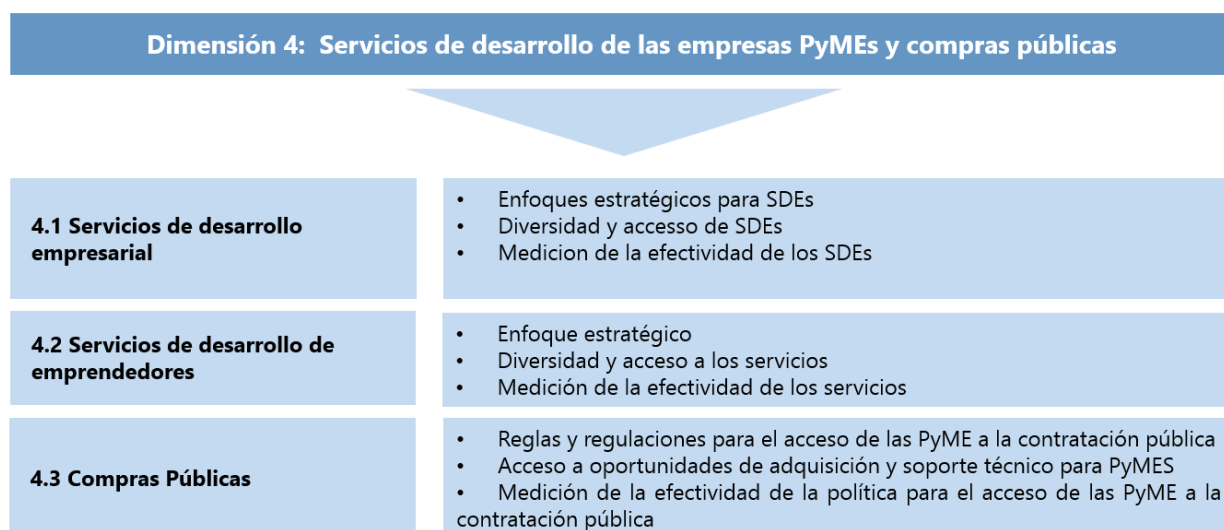 Dimensión 4:  Servicios de desarrollo de las empresas PyMEs y compras públicas
4.1 Servicios de desarrollo
empresarial
• Enfoques estratégicos para SDEs
• Diversidad y accesso de SDEs
• Medicion de la efectividad de los SDEs
4.2 Servicios de desarrollo de
emprendedores
• Enfoque estratégico
• Diversidad y acceso a los servicios
• Medición de la efectividad de los servicios
4.3 Compras Públicas
• Reglas y regulaciones para el acceso de las PyME a la contratación pública
• Acceso a oportunidades de adquisición y soporte técnico para PyMES
• Medición de la efectividad de la política para el acceso de las PyME a la
contratación pública